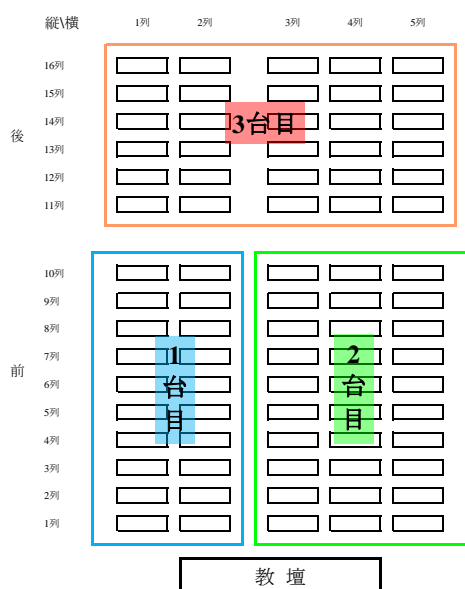 縦\横 1列 2列 3列 4列 5列
16列
15列
14列
13列
12列
11列
後
3台目
10列
9列
8列
7列
6列
5列
4列
3列
2列
1列
前
1台目
2台目
教 壇